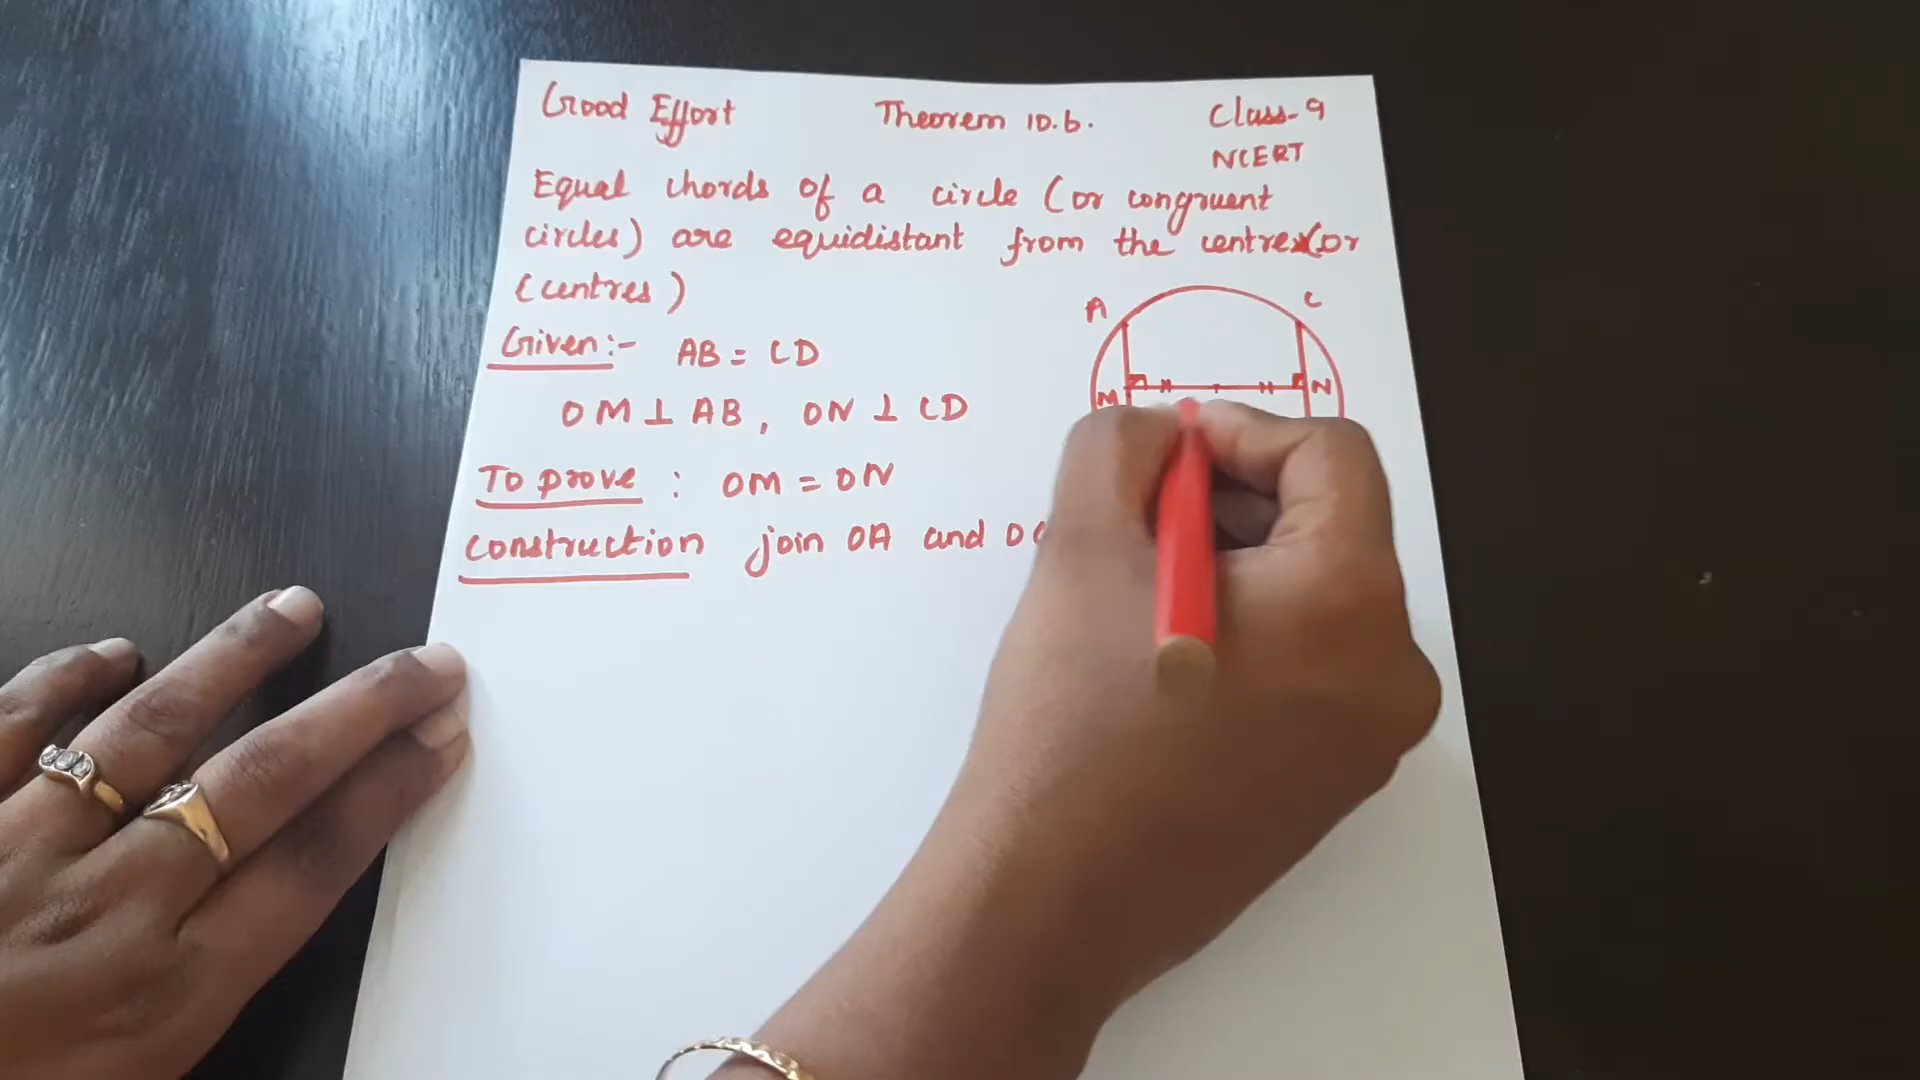 Good Effort Theorem 10.6. Class-9
NCERT
Equal chords of a circle (or congruent
circles) are equidistant from the centre (or
(centres)
A C
Given:- AB = CD
M N
OM ⊥ AB, ON ⊥ CD
To prove : OM = ON
Construction join OA and OC